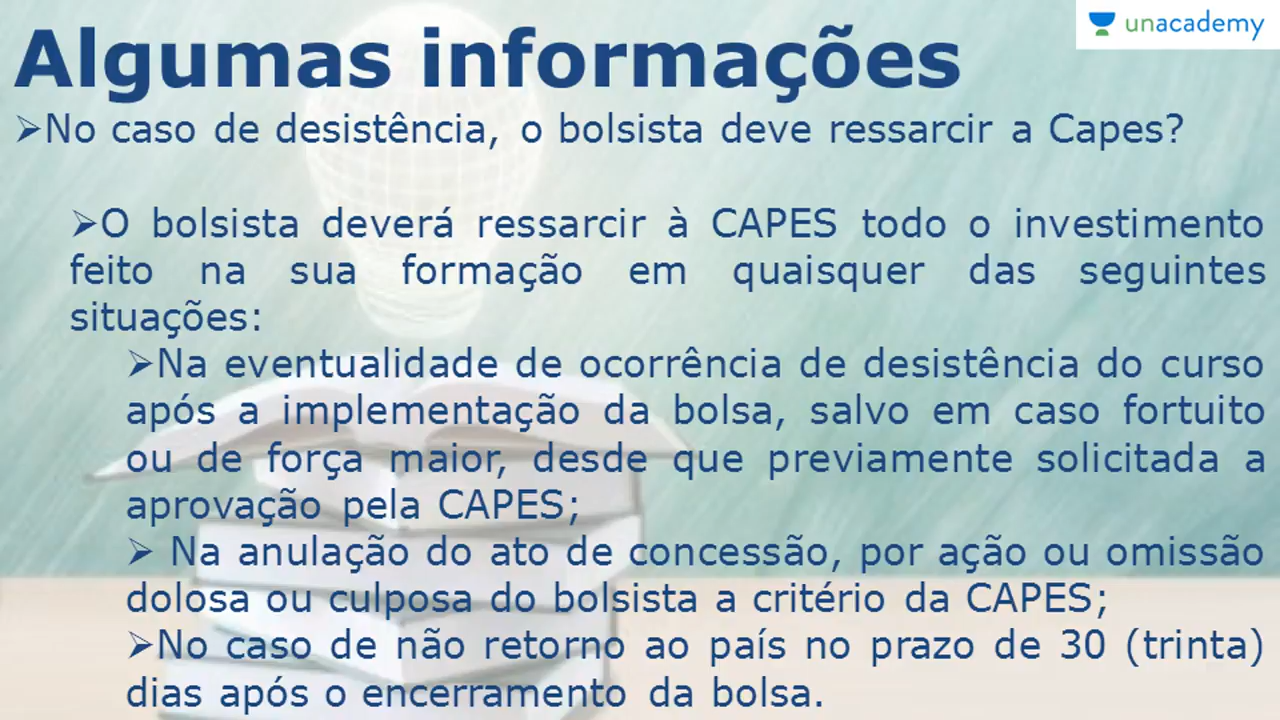 Algumas informações
unacademy
➢No caso de desistência, o bolsista deve ressarcir a Capes?
➢O bolsista deverá ressarcir à CAPES todo o investimento
feito na sua formação em quaisquer das seguintes
situações:
➢Na eventualidade de ocorrência de desistência do curso
após a implementação da bolsa, salvo em caso fortuito
ou de força maior, desde que previamente solicitada a
aprovação pela CAPES;
➢ Na anulação do ato de concessão, por ação ou omissão
dolosa ou culposa do bolsista a critério da CAPES;
➢No caso de não retorno ao país no prazo de 30 (trinta)
dias após o encerramento da bolsa.